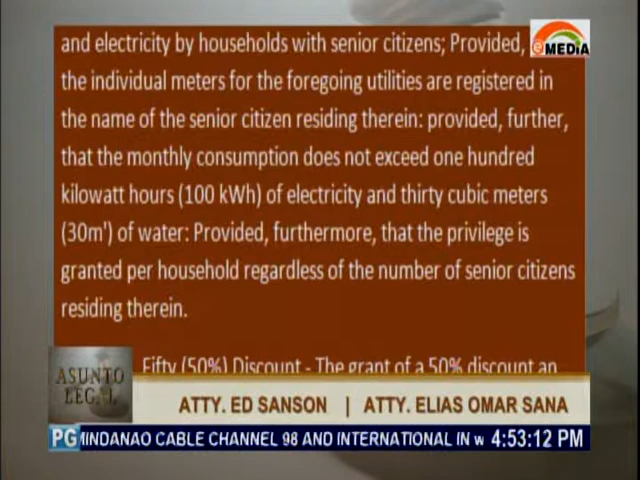 and electricity by households with senior citizens; Provided,
eMEDIA
the individual meters for the foregoing utilities are registered in
the name of the senior citizen residing therein: provided, further,
that the monthly consumption does not exceed one hundred
kilowatt hours (100 kWh) of electricity and thirty cubic meters
(30m') of water: Provided, furthermore, that the privilege is
granted per household regardless of the number of senior citizens
residing therein.
Fifty (50%) Discount - The grant of a 50% discount an
ASUNTO
LEGAL
ATTY. ED SANSON | ATTY. ELIAS OMAR SANA
PG MINDANAO CABLE CHANNEL 98 AND INTERNATIONAL IN w 4:53:12 PM